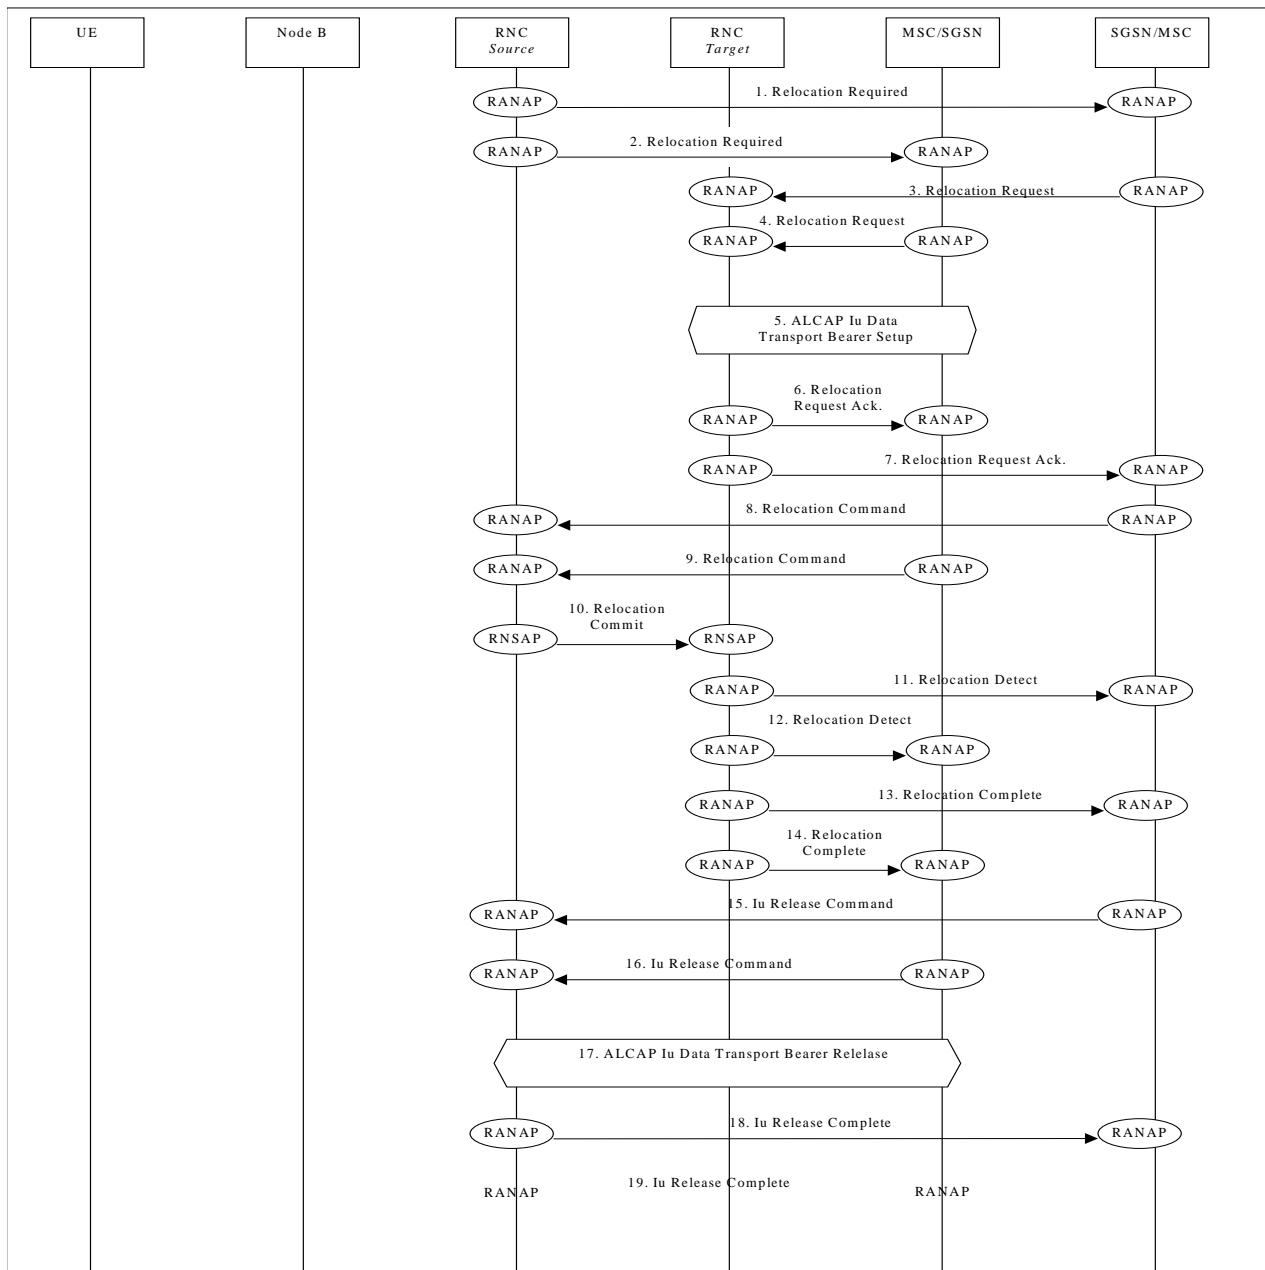 UE
Node B
RNC
Source
RNC
Target
MSC/SGSN
SGSN/MSC
RANAP
1. Relocation Required
RANAP
RANAP
2. Relocation Required
RANAP
RANAP
3. Relocation Request
RANAP
RANAP
4. Relocation Request
RANAP
5. ALCAP Iu Data
Transport Bearer Setup
6. Relocation
Request Ack.
RANAP
RANAP
RANAP
7. Relocation Request Ack.
RANAP
RANAP
8. Relocation Command
RANAP
RANAP
9. Relocation Command
RANAP
10. Relocation
Commit
RNSAP
RNSAP
RANAP
11. Relocation Detect
RANAP
12. Relocation Detect
RANAP
RANAP
RANAP
13. Relocation Complete
RANAP
14. Relocation
Complete
RANAP
RANAP
RANAP
15. Iu Release Command
RANAP
RANAP
16. Iu Release Command
RANAP
17. ALCAP Iu Data Transport Bearer Relelase
RANAP
18. Iu Release Complete
RANAP
RANAP
19. Iu Release Complete
RANAP